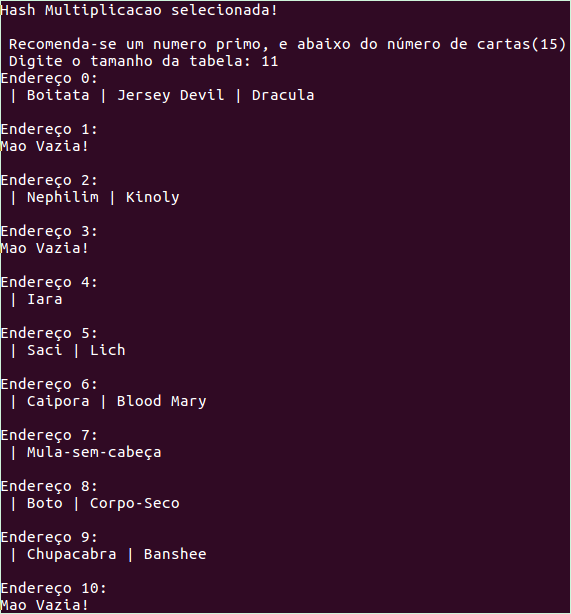 Hash Multiplicacao selecionada!
Recomenda-se um numero primo, e abaixo do número de cartas(15)
Digite o tamanho da tabela: 11
Endereço 0:
| Boitata | Jersey Devil | Dracula
Endereço 1:
Mao Vazia!
Endereço 2:
| Nephilim | Kinoly
Endereço 3:
Mao Vazia!
Endereço 4:
| Iara
Endereço 5:
| Saci | Lich
Endereço 6:
| Caipora | Blood Mary
Endereço 7:
| Mula-sem-cabeça
Endereço 8:
| Boto | Corpo-Seco
Endereço 9:
| Chupacabra | Banshee
Endereço 10:
Mao Vazia!